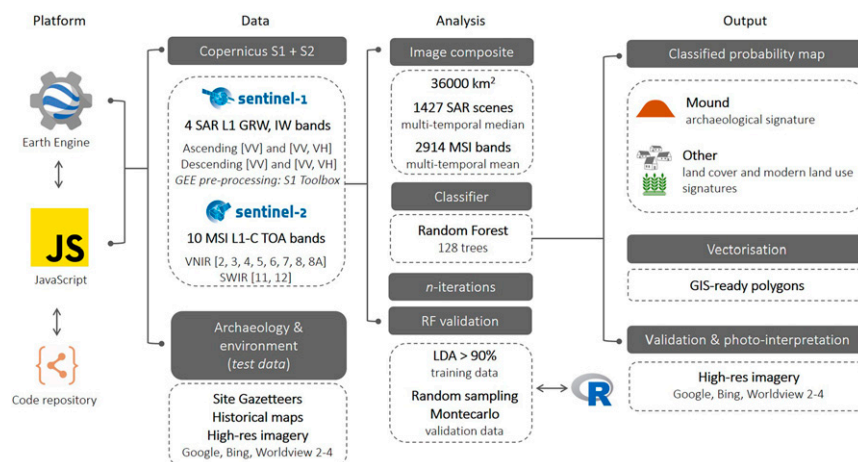 Platform
Data
Analysis
Output
Earth Engine
JS
JavaScript
Code repository
Copernicus S1 + S2
sentinel-1
4 SAR L1 GRW, IW bands
Ascending [VV] and [VV, VH]
Descending [VV] and [VV, VH]
GEE pre-processing: S1 Toolbox
sentinel-2
10 MSI L1-C TOA bands
VNIR [2, 3, 4, 5, 6, 7, 8, 8A]
SWIR [11, 12]
Archaeology &
environment
(test data)
Site Gazetteers
Historical maps
High-res imagery
Google, Bing, Worldview 2-4
Image composite
36000 km²
1427 SAR scenes
multi-temporal median
2914 MSI bands
multi-temporal mean
Classifier
Random Forest
128 trees
n-iterations
RF validation
LDA > 90%
training data
Random sampling
Montecarlo
validation data
R
Classified probability map
Mound
archaeological signature
Other
land cover and modern land use
signatures
Vectorisation
GIS-ready polygons
Validation & photo-interpretation
High-res imagery
Google, Bing, Worldview 2-4